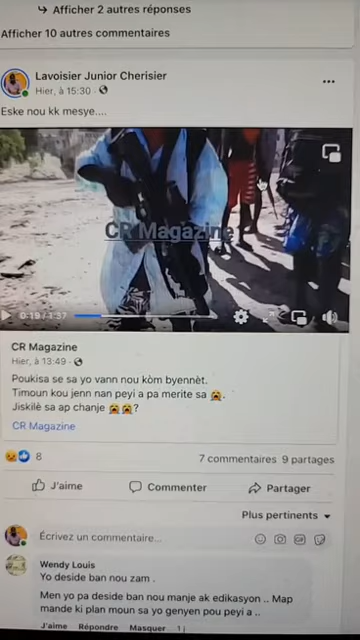 Afficher 2 autres réponses
Afficher 10 autres commentaires
Lavoisier Junior Cherisier
Hier, à 15:30 ·
Eske nou kk mesye....
CR Magazine
0:19 / 1:37
CR Magazine
Hier, à 13:49 ·
Poukisa se sa yo vann nou kòm byennèt.
Timoun kou jenn nan peyi a pa merite sa 😭.
Jiskilè sa ap chanje 😭😭?
CR Magazine
8
7 commentaires 9 partages
J'aime
Commenter
Partager
Plus pertinents
Écrivez un commentaire...
Wendy Louis
Yo deside ban nou zam .
Men yo pa deside ban nou manje ak edikasyon .. Map
mande ki plan moun sa yo genyen pou peyi a ..
J'aime Répondre Masquer 1 j